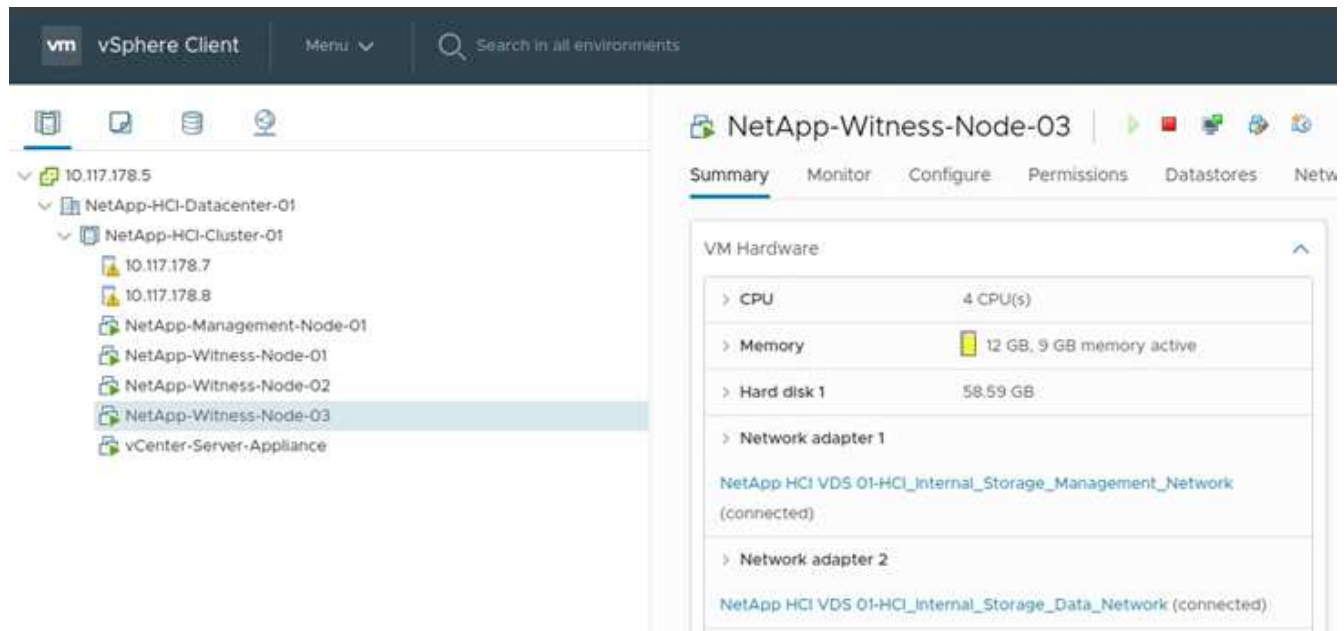 vm vSphere Client Menu Search in all environments
10.117.178.5
NetApp-HCI-Datacenter-01
NetApp-HCI-Cluster-01
10.117.178.7
10.117.178.8
NetApp-Management-Node-01
NetApp-Witness-Node-01
NetApp-Witness-Node-02
NetApp-Witness-Node-03
vCenter-Server-Appliance
NetApp-Witness-Node-03
Summary Monitor Configure Permissions Datastores Netw
VM Hardware
CPU 4 CPU(s)
Memory 12 GB, 9 GB memory active
Hard disk 1 58.59 GB
Network adapter 1
NetApp HCI VDS 01-HCI_Internal_Storage_Management_Network
(connected)
Network adapter 2
NetApp HCI VDS 01-HCI_Internal_Storage_Data_Network (connected)